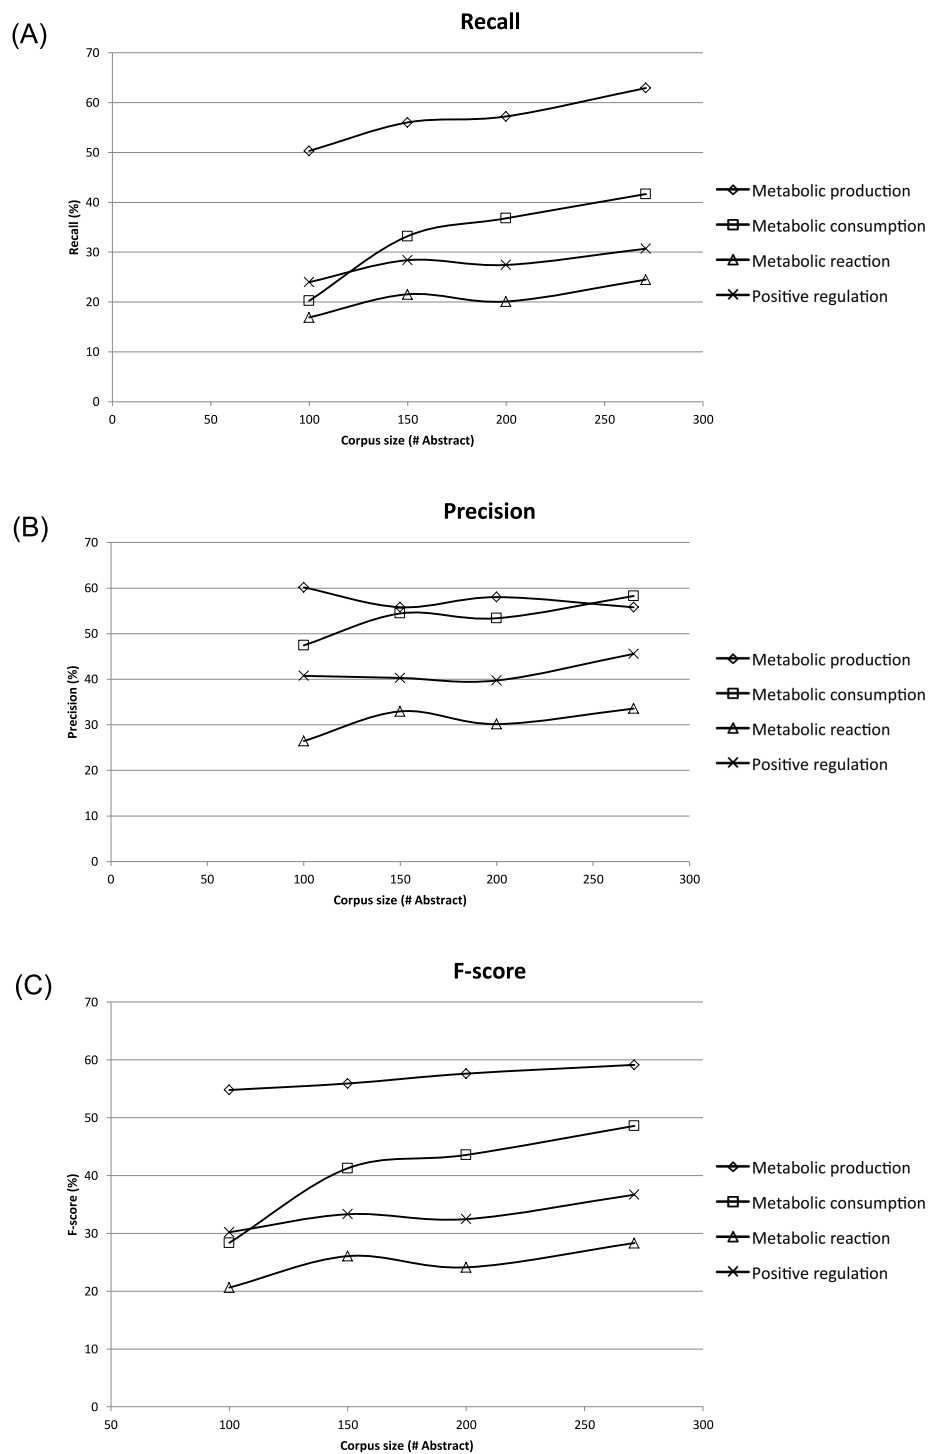 (A)
Recall
70
60
50
40
30
20
10
0
Recall (%)
0 50 100 150 200 250 300
Corpus size (# Abstract)
Metabolic production
Metabolic consumption
Metabolic reaction
Positive regulation
(B)
Precision
70
60
50
40
30
20
10
0
Precision (%)
0 50 100 150 200 250 300
Corpus size (# Abstract)
Metabolic production
Metabolic consumption
Metabolic reaction
Positive regulation
(C)
F-score
70
60
50
40
30
20
10
0
F-score (%)
50 100 150 200 250 300
Corpus size (# Abstract)
Metabolic production
Metabolic consumption
Metabolic reaction
Positive regulation